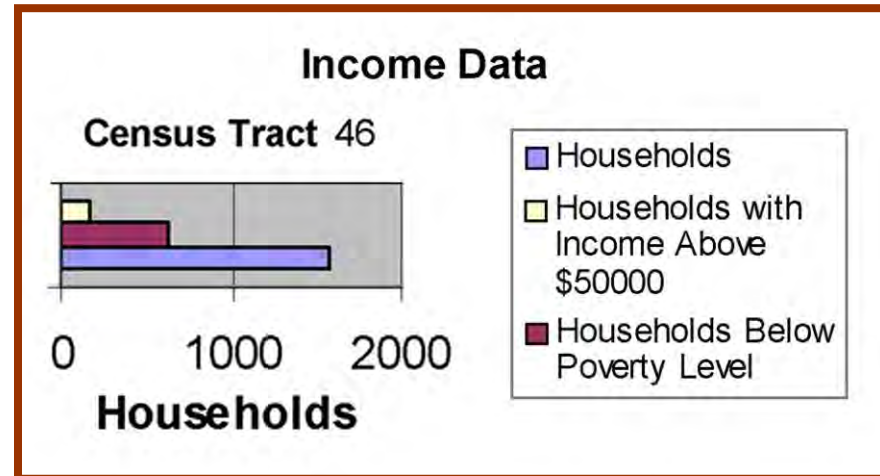 Income Data
Census Tract 46
0 1000 2000
Households
Households
Households with
Income Above
$50000
Households Below
Poverty Level